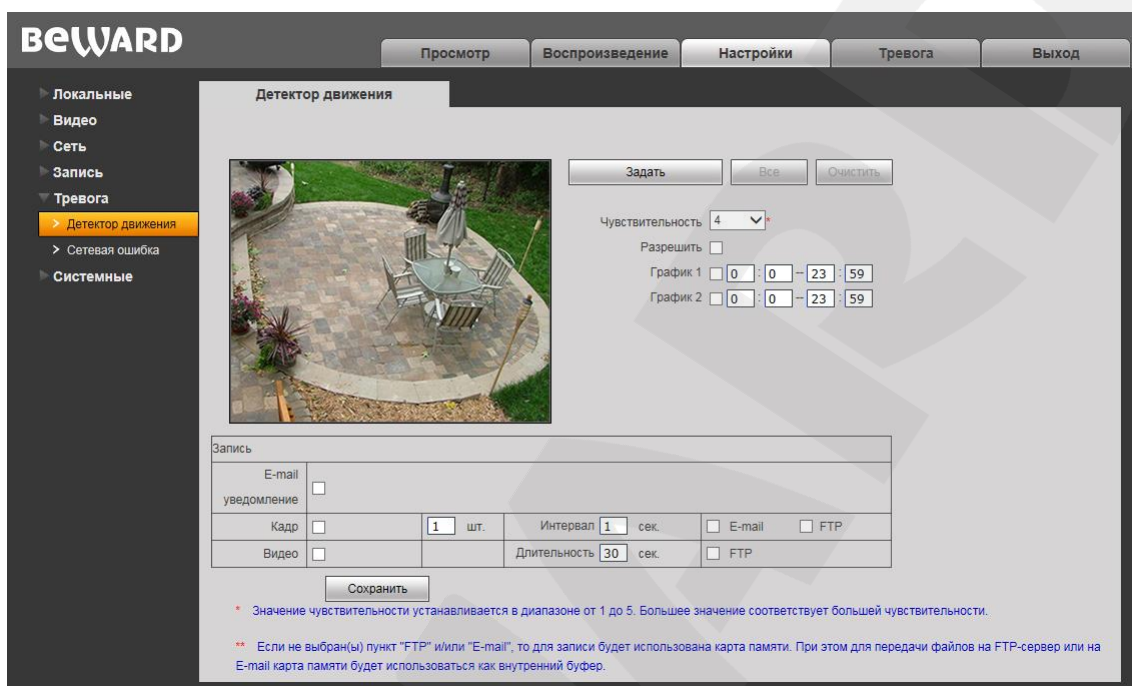 BEWARD
Просмотр Воспроизведение Настройки Тревога Выход
Локальные
Видео
Сеть
Запись
Тревога
> Детектор движения
> Сетевая ошибка
Системные
Детектор движения
Задать Все Очистить
Чувствительность 4 *
Разрешить
График 1 0 : 0 – 23 : 59
График 2 0 : 0 – 23 : 59
Запись
E-mail
уведомление
Кадр 1 шт. Интервал 1 сек. E-mail FTP
Видео Длительность 30 сек. FTP
Сохранить
* Значение чувствительности устанавливается в диапазоне от 1 до 5. Большее значение соответствует большей чувствительности.
** Если не выбран(ы) пункт "FTP" и/или "E-mail", то для записи будет использована карта памяти. При этом для передачи файлов на FTP-сервер или на
E-mail карта памяти будет использоваться как внутренний буфер.